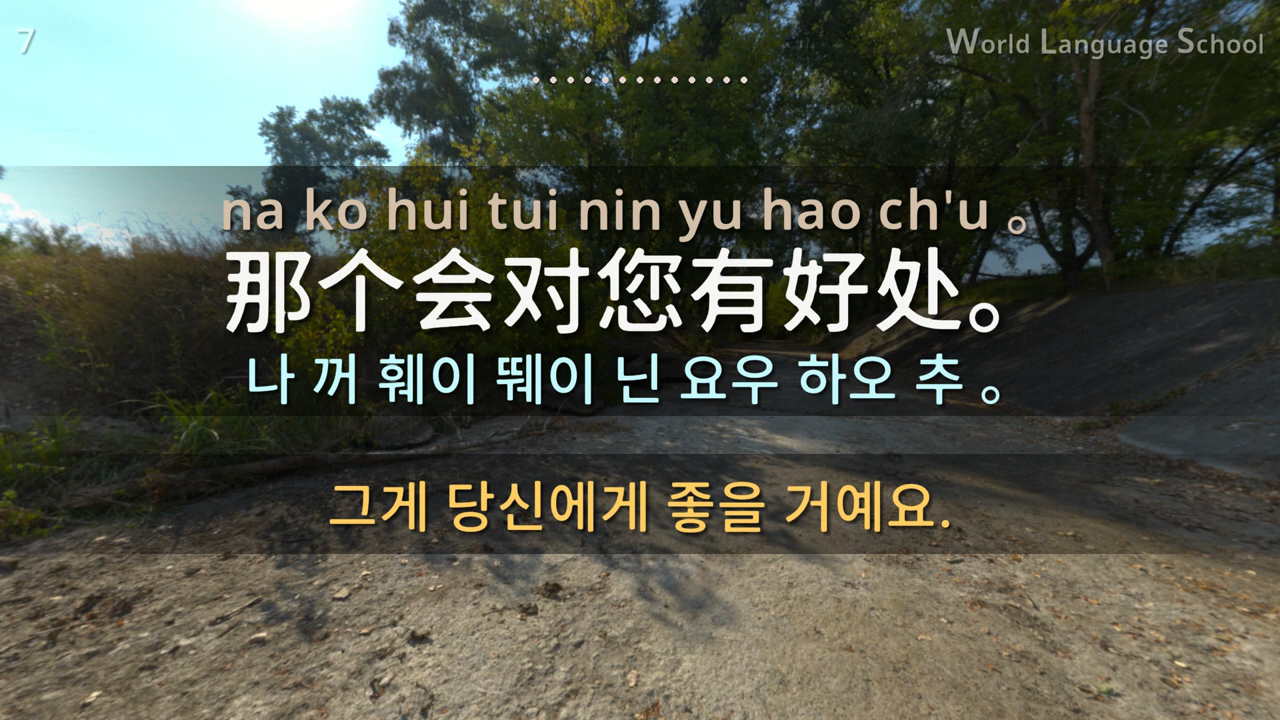 7
World Language School
na ko hui tui nin yu hao ch'u 。
那个会对您有好处。
나 꺼 훼이 뛔이 닌 요우 하오 추 。
그게 당신에게 좋을 거예요.